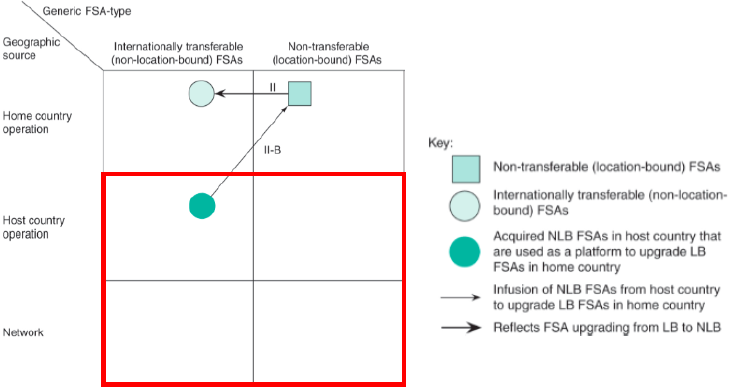 Generic FSA-type
Geographic
source
Internationally transferable
(non-location-bound) FSAs
Non-transferable
(location-bound) FSAs
Home country
operation
II
II-B
Host country
operation
Network
Key:
Non-transferable (location-bound) FSAs
Internationally transferable (non-location-
bound) FSAs
Acquired NLB FSAs in host country that
are used as a platform to upgrade LB
FSAs in home country
Infusion of NLB FSAs from host country
to upgrade LB FSAs in home country
Reflects FSA upgrading from LB to NLB